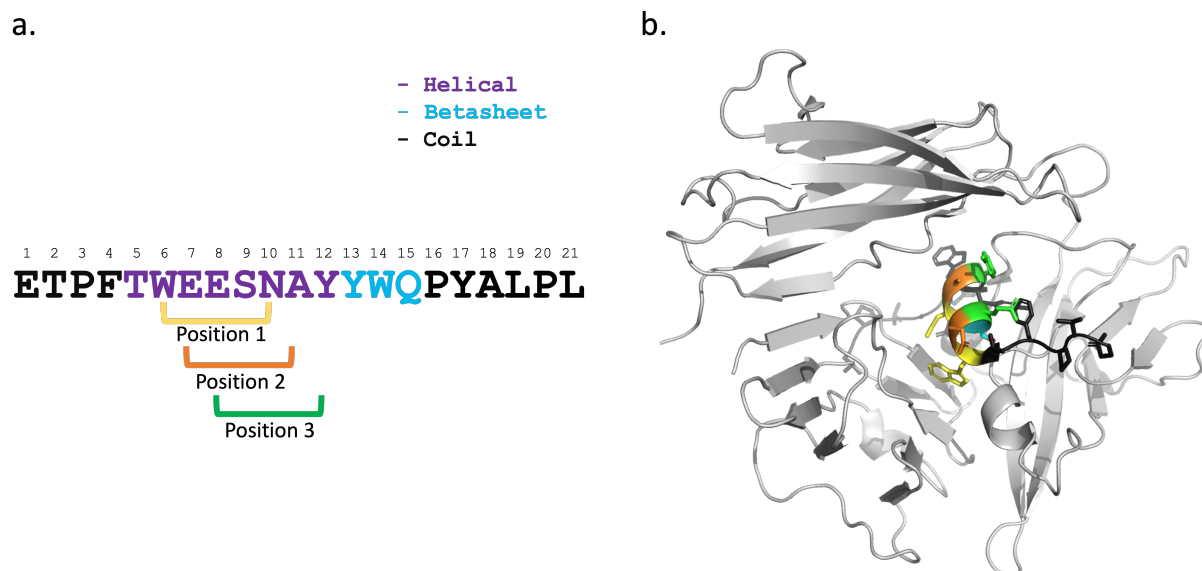 a.
b.
– Helical
– Betasheet
– Coil
1 2 3 4 5 6 7 8 9 10 11 12 13 14 15 16 17 18 19 20 21
ETPFTWEESNAYYWQPYALPL
Position 1
Position 2
Position 3